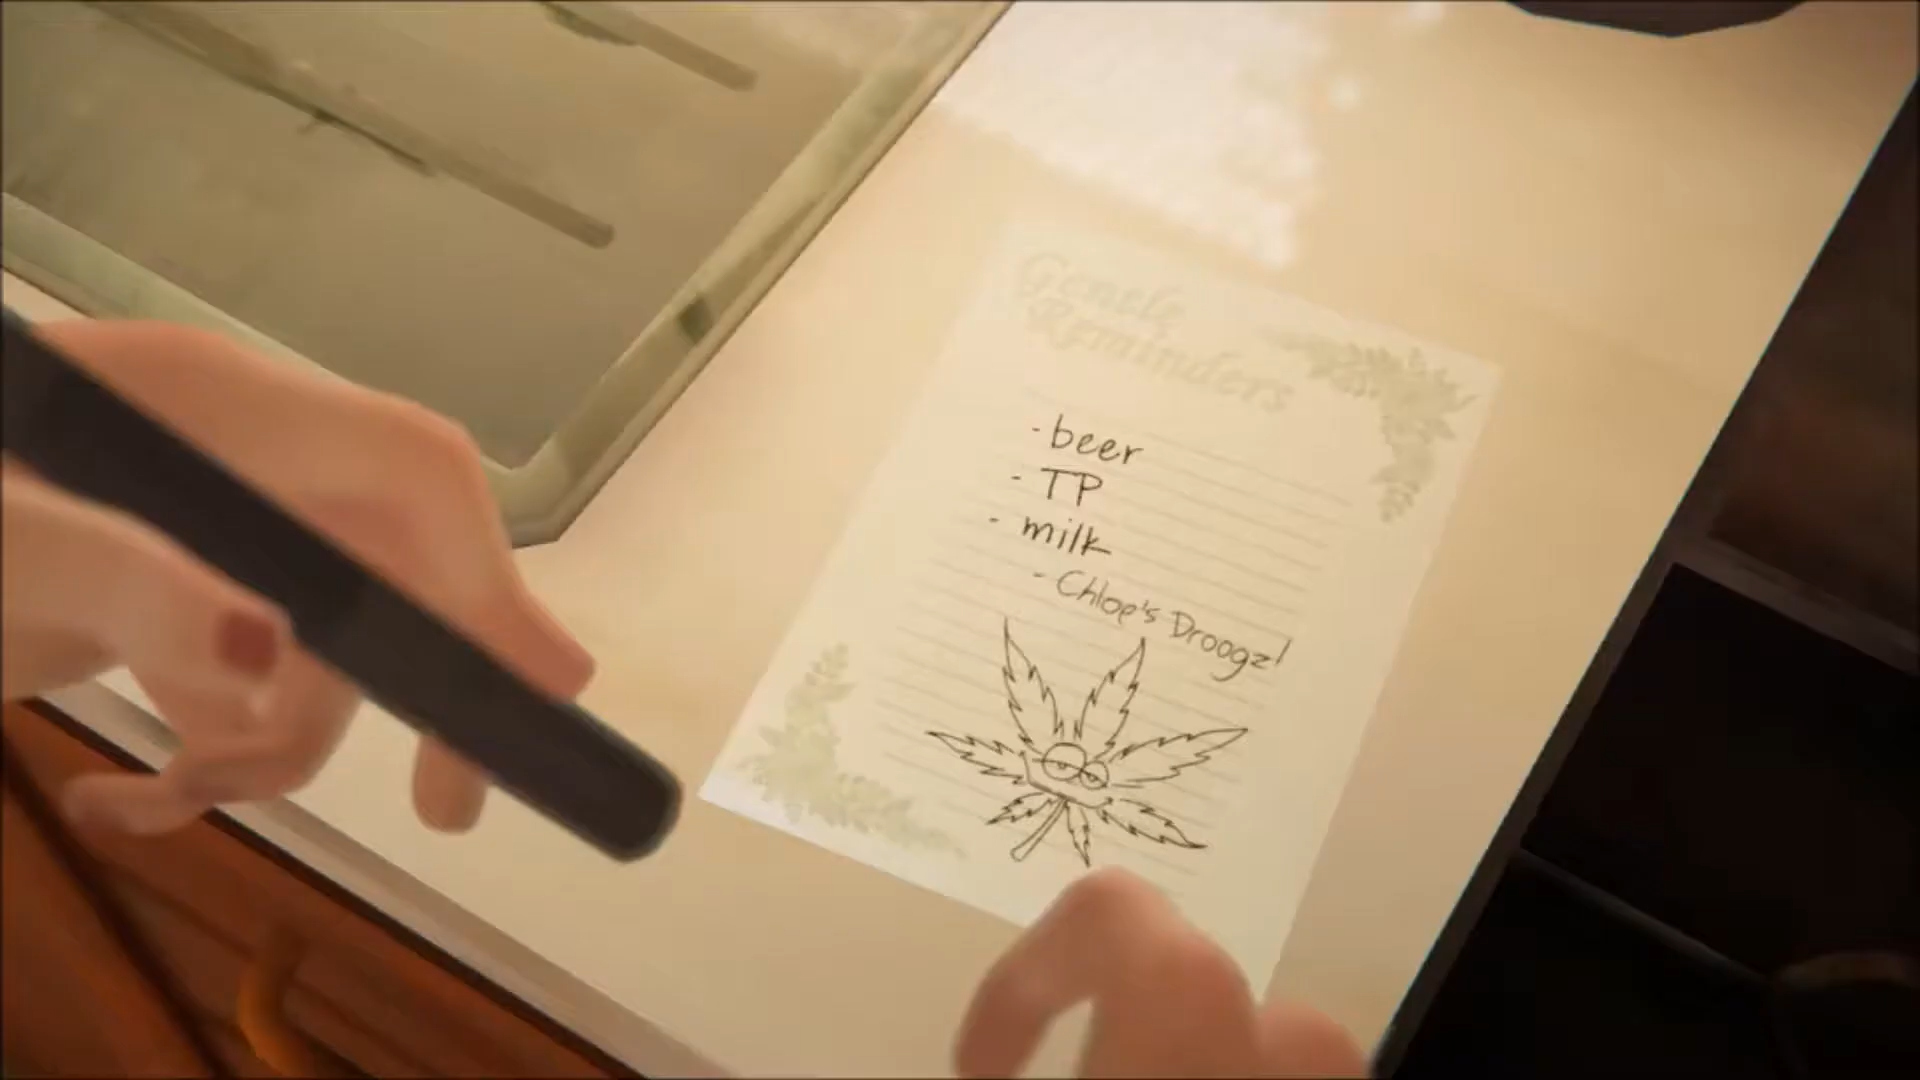 Gentle
Reminders
- beer
- TP
- milk
- Chloe's Droogz!